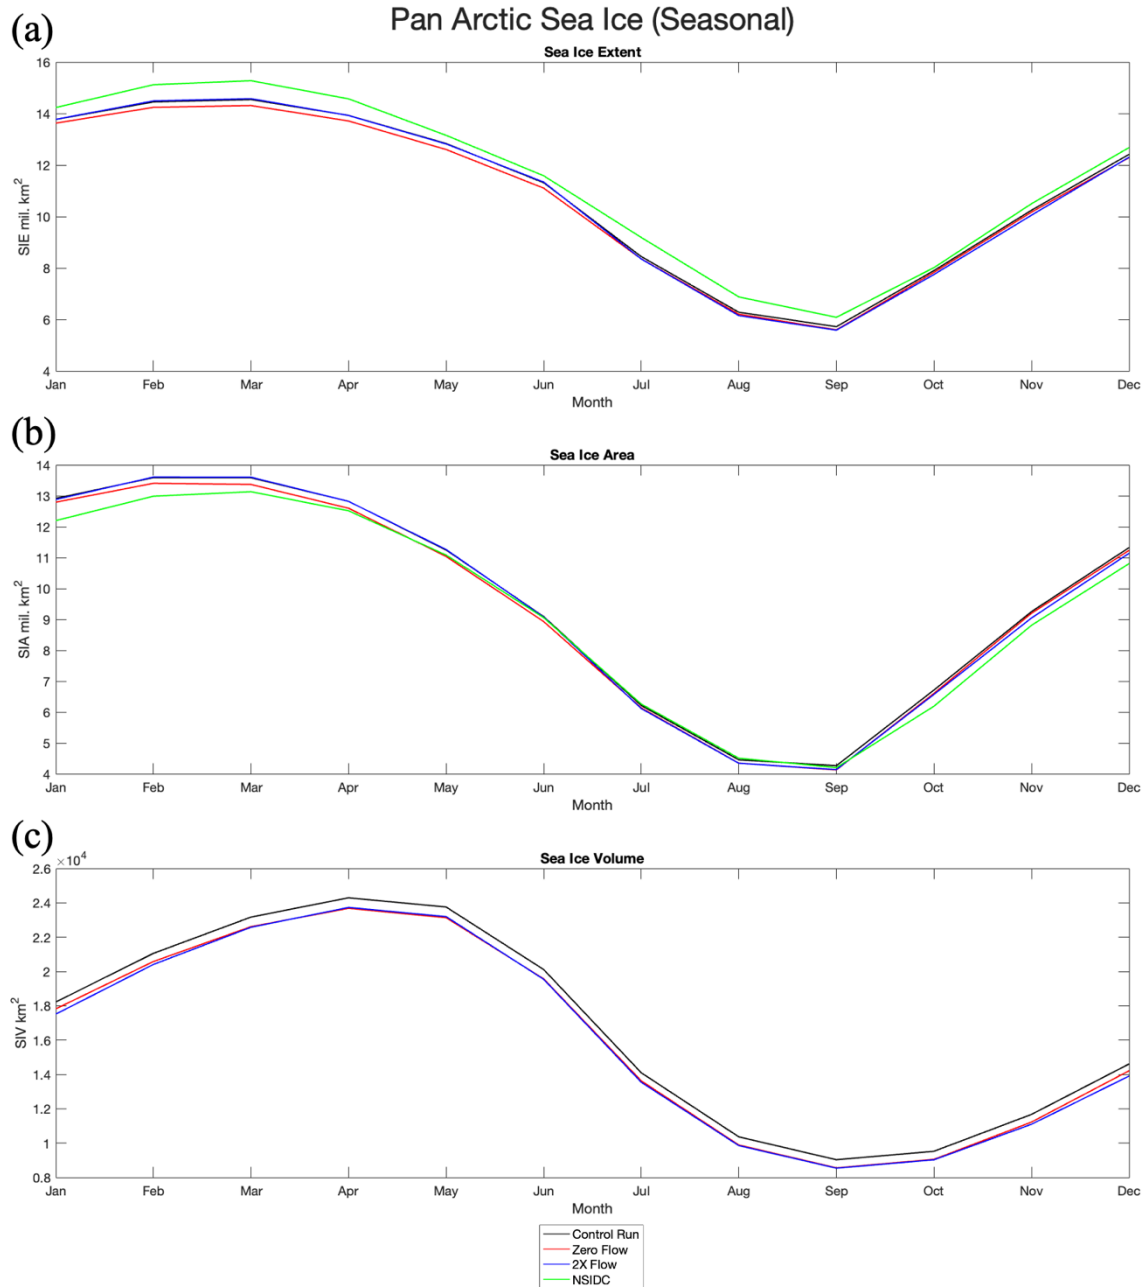 Pan Arctic Sea Ice (Seasonal)
(a)
Sea Ice Extent
16
14
12
10
8
6
4
SIE mil. km²
Jan Feb Mar Apr May Jun Jul Aug Sep Oct Nov Dec
Month
(b)
Sea Ice Area
14
13
12
11
10
9
8
7
6
5
4
SIA mil. km²
Jan Feb Mar Apr May Jun Jul Aug Sep Oct Nov Dec
Month
(c)
×10⁴
Sea Ice Volume
2.6
2.4
2.2
2
1.8
1.6
1.4
1.2
1
0.8
SIV km²
Jan Feb Mar Apr May Jun Jul Aug Sep Oct Nov Dec
Month
Control Run
Zero Flow
2X Flow
NSIDC